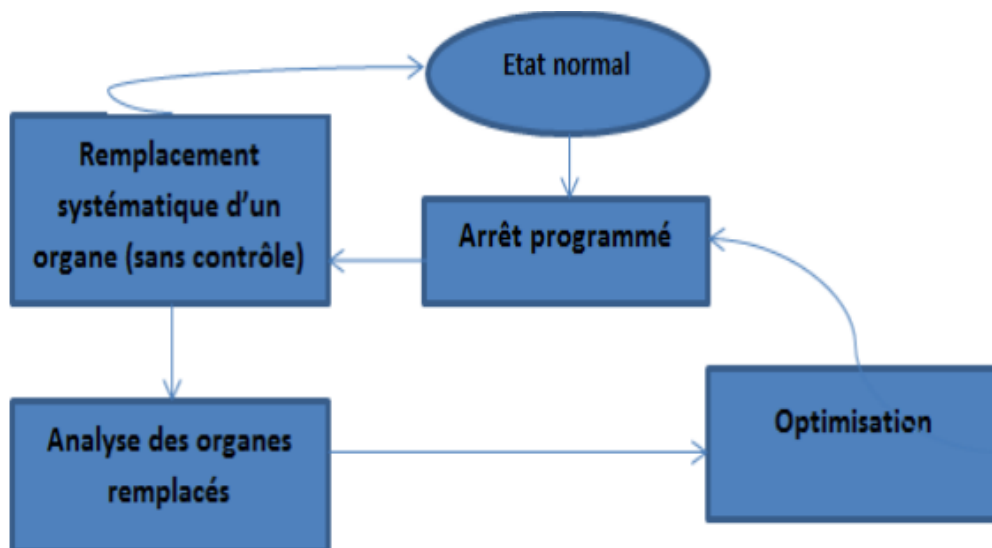 Etat normal
Remplacement
systématique d’un
organe (sans contrôle)
Arrêt programmé
Analyse des organes
remplacés
Optimisation